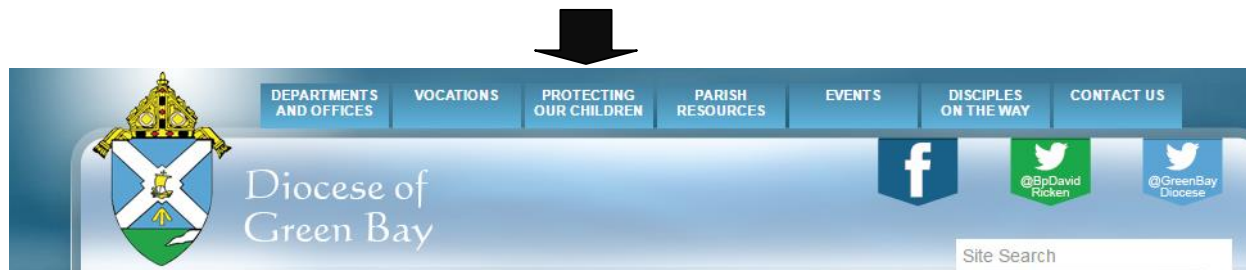 DEPARTMENTS
AND OFFICES
VOCATIONS
PROTECTING
OUR CHILDREN
PARISH
RESOURCES
EVENTS
DISCIPLES
ON THE WAY
CONTACT US
Diocese of
Green Bay
f
@BpDavid
Ricken
@GreenBay
Diocese
Site Search